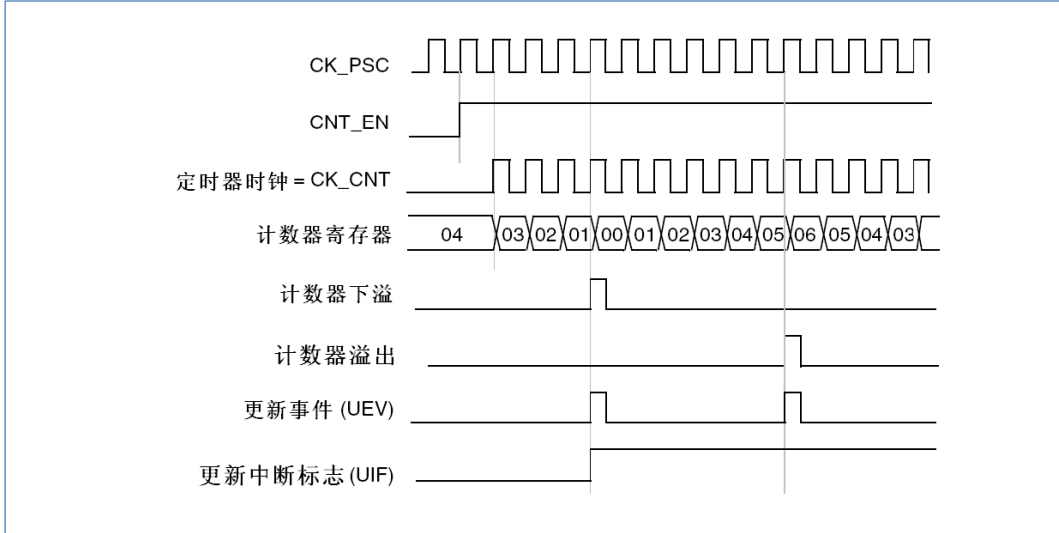 CK_PSC
CNT_EN
定时器时钟 = CK_CNT
计数器寄存器 04 03 02 01 00 01 02 03 04 05 06 05 04 03
计数器下溢
计数器溢出
更新事件 (UEV)
更新中断标志 (UIF)